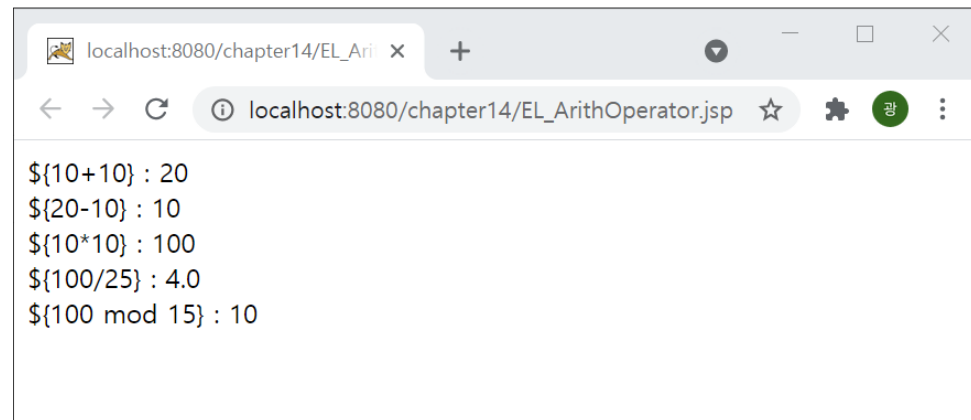 localhost:8080/chapter14/EL_Ari
localhost:8080/chapter14/EL_ArithOperator.jsp
광
${10+10} : 20
${20-10} : 10
${10*10} : 100
${100/25} : 4.0
${100 mod 15} : 10